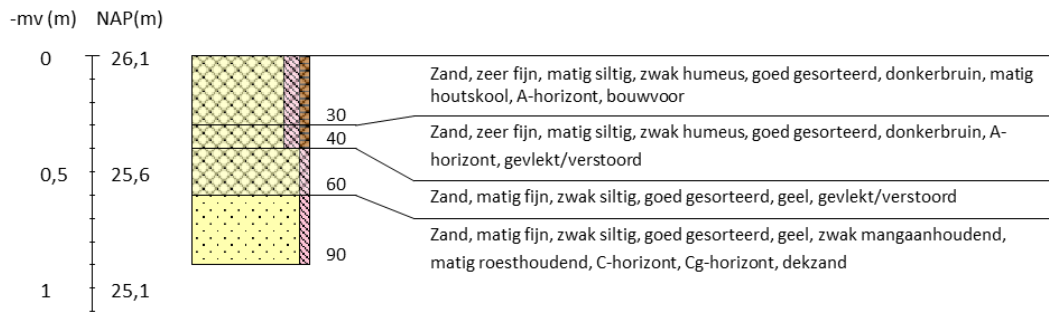 -mv (m) NAP(m)
0 26,1
Zand, zeer fijn, matig siltig, zwak humeus, goed gesorteerd, donkerbruin, matig
houtskool, A-horizont, bouwvoor
30
Zand, zeer fijn, matig siltig, zwak humeus, goed gesorteerd, donkerbruin, A-
horizont, gevlekt/verstoord
40
0,5 25,6
60
Zand, matig fijn, zwak siltig, goed gesorteerd, geel, gevlekt/verstoord
Zand, matig fijn, zwak siltig, goed gesorteerd, geel, zwak mangaanhoudend,
matig roesthoudend, C-horizont, Cg-horizont, dekzand
90
1 25,1